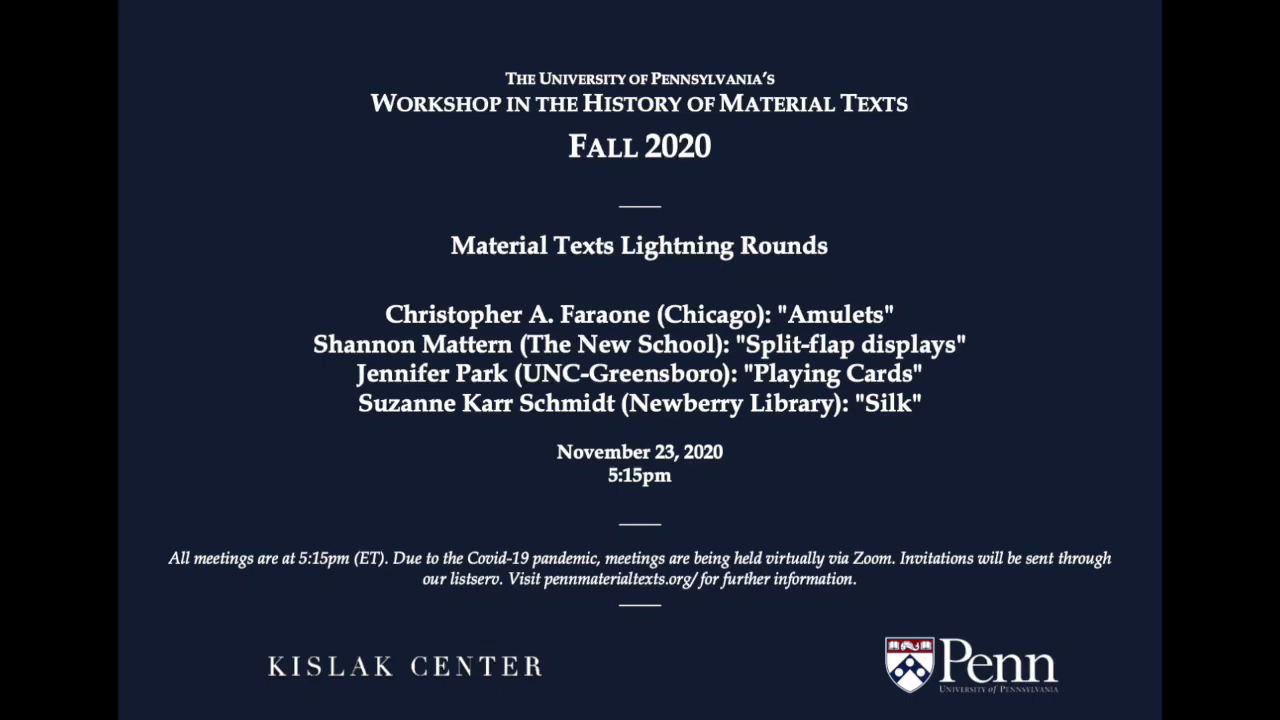 THE UNIVERSITY OF PENNSYLVANIA'S
WORKSHOP IN THE HISTORY OF MATERIAL TEXTS
FALL 2020
Material Texts Lightning Rounds
Christopher A. Faraone (Chicago): "Amulets"
Shannon Mattern (The New School): "Split-flap displays"
Jennifer Park (UNC-Greensboro): "Playing Cards"
Suzanne Karr Schmidt (Newberry Library): "Silk"
November 23, 2020
5:15pm
All meetings are at 5:15pm (ET). Due to the Covid-19 pandemic, meetings are being held virtually via Zoom. Invitations will be sent through
our listserv. Visit pennmaterialtexts.org/ for further information.
KISLAK CENTER
Penn
UNIVERSITY of PENNSYLVANIA